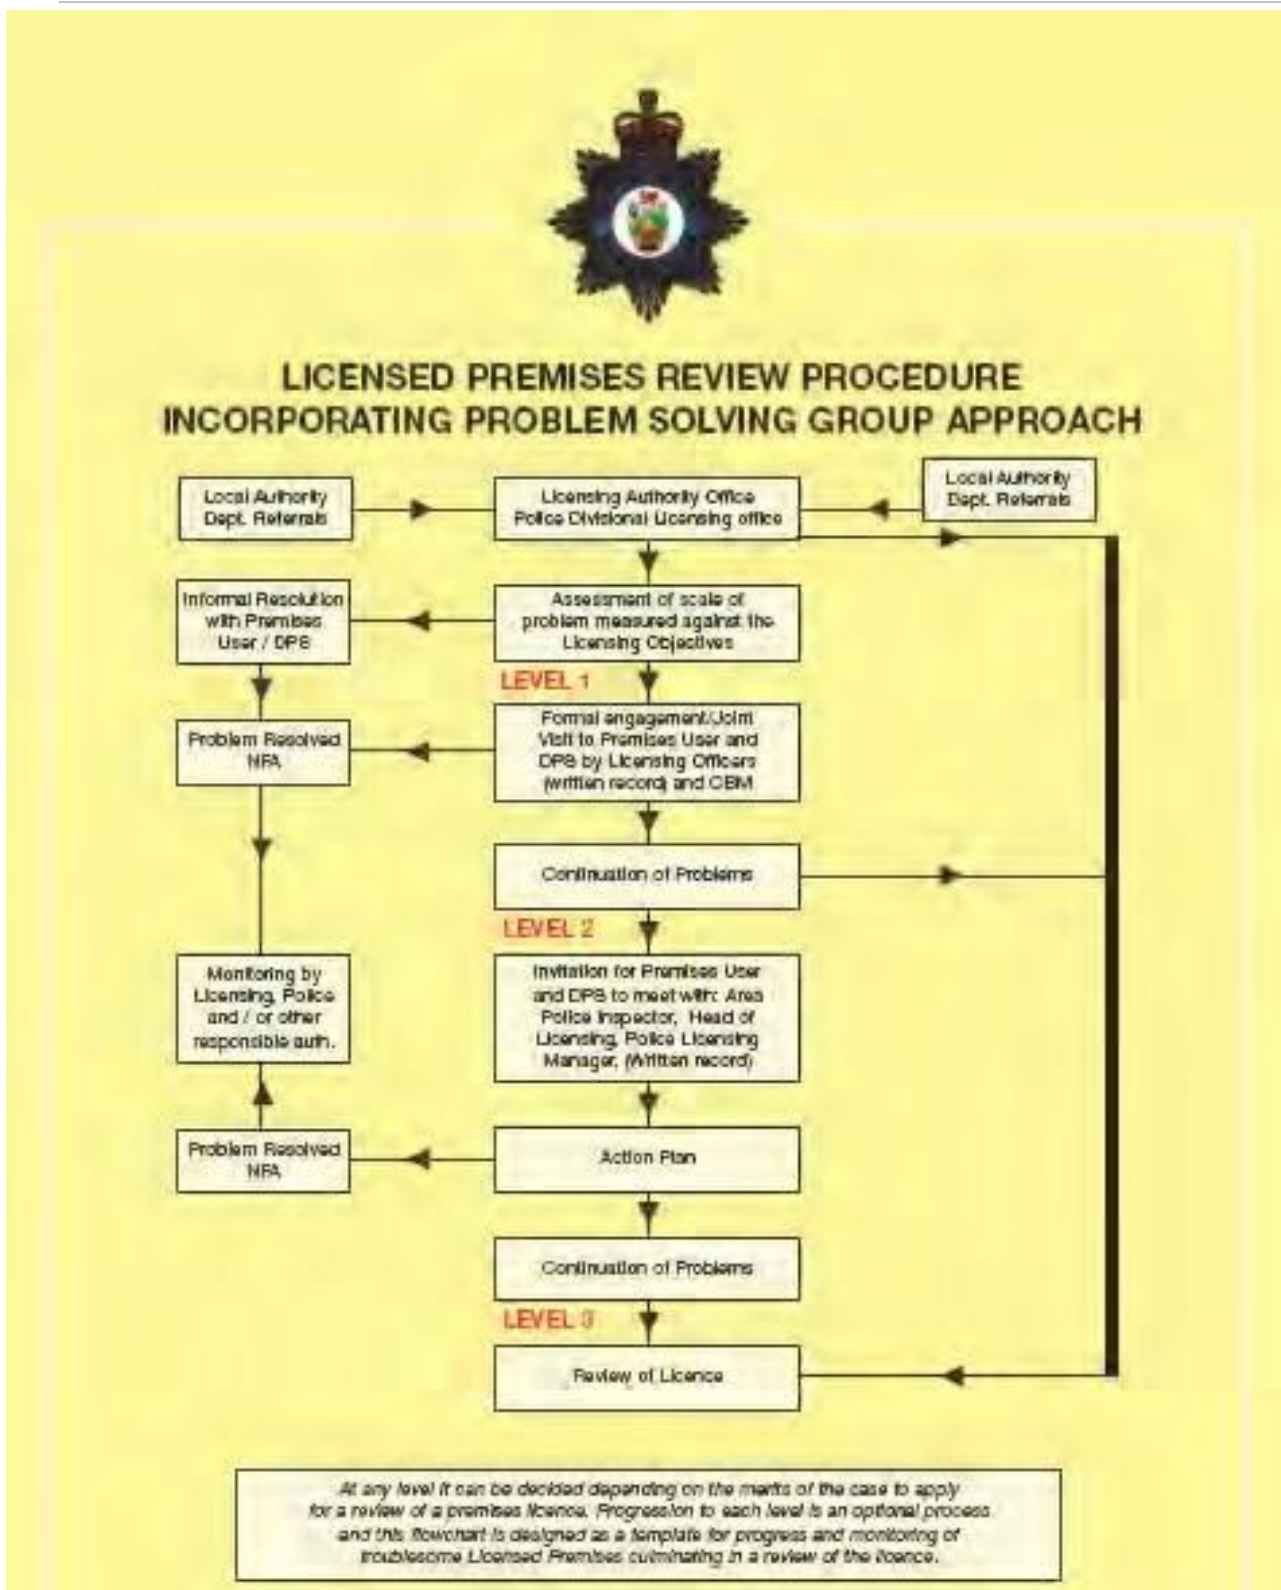 LICENSED PREMISES REVIEW PROCEDURE
INCORPORATING PROBLEM SOLVING GROUP APPROACH
Local Authority
Dept. Referrals
Licensing Authority Office
Police Divisional Licensing office
Local Authority
Dept. Referrals
Informal Resolution
with Premises
User / DPS
Assessment of scale of
problem measured against the
Licensing Objectives
LEVEL 1
Problem Resolved
NFA
Formal engagement/Joint
Visit to Premises User and
DPS by Licensing Officers
(written record) and CBM
Continuation of Problems
LEVEL 2
Monitoring by
Licensing, Police
and / or other
responsible auth.
Invitation for Premises User
and DPS to meet with: Area
Police Inspector, Head of
Licensing, Police Licensing
Manager, (Written record)
Problem Resolved
NFA
Action Plan
Continuation of Problems
LEVEL 3
Review of Licence
At any level it can be decided depending on the merits of the case to apply
for a review of a premises licence. Progression to each level is an optional process
and this flowchart is designed as a template for progress and monitoring of
troublesome Licensed Premises culminating in a review of the licence.